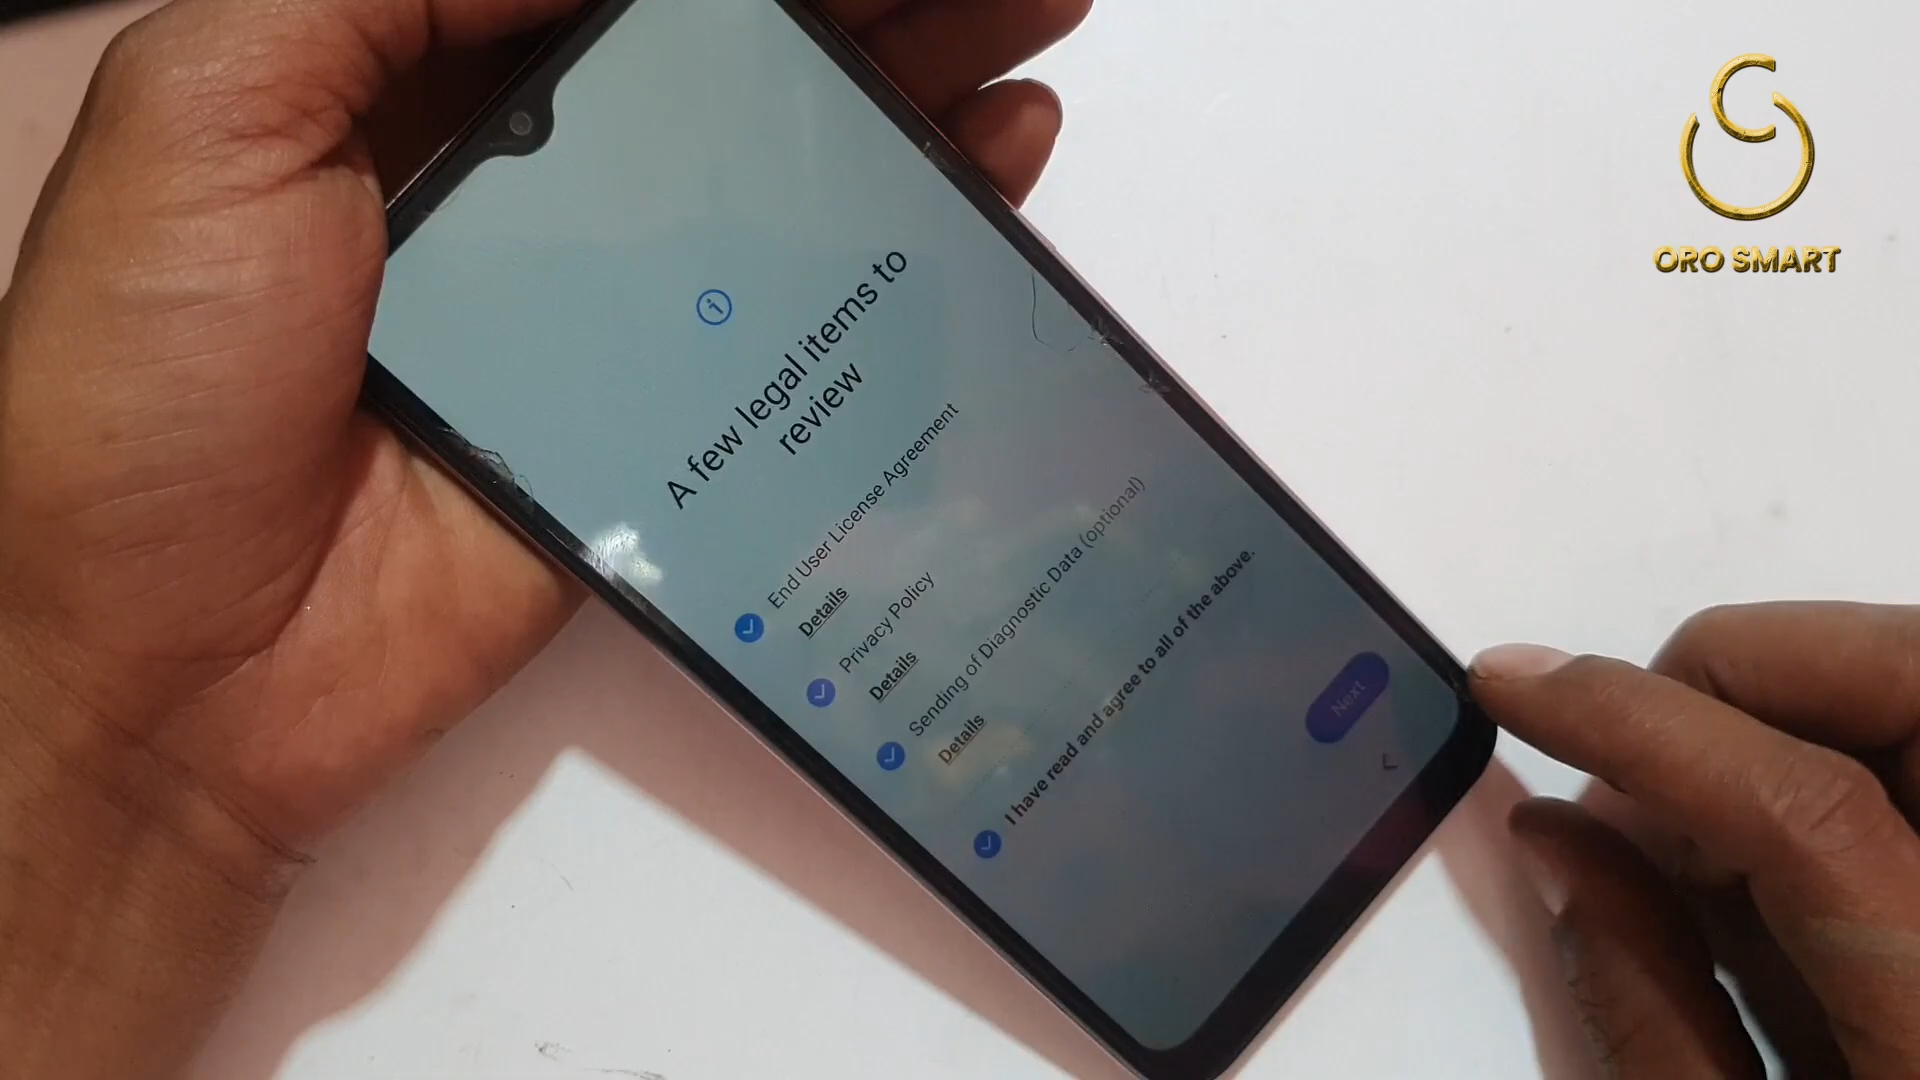 A few legal items to
review
End User License Agreement
Details
Privacy Policy
Details
Sending of Diagnostic Data (optional)
Details
I have read and agree to all of the above.
Next
ORO SMART